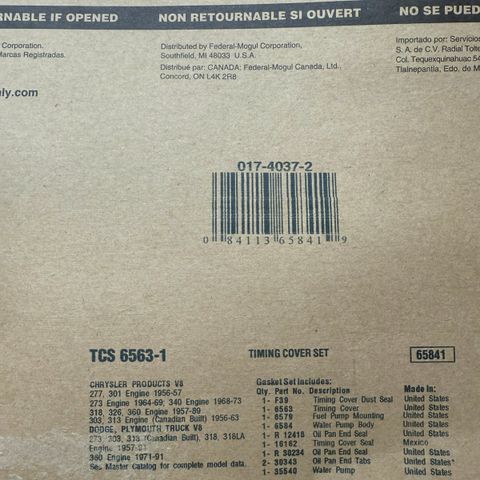 RNABLE IF OPENED
NON RETOURNABLE SI OUVERT
NO SE PUED
Corporation.
Marcas Registradas.
ly.com
Distributed by Federal-Mogul Corporation,
Southfield, MI 48033 U.S.A.
Distribué par: CANADA: Federal-Mogul Canada, Ltd.,
Concord, ON L4K 2R8
Importado por: Servicios
S. A. de C.V. Radial Tolte
Col. Tequexquinahuac 54
Tlalnepantla, Edo. de M
017-4037-2
0 84113 65841 9
TCS 6563-1
TIMING COVER SET
65841
CHRYSLER PRODUCTS V8
277, 301 Engine 1956-57
273 Engine 1964-69; 340 Engine 1968-73
318, 326, 360 Engine 1957-89
303, 313 Engine (Canadian Built) 1956-63
DODGE, PLYMOUTH TRUCK V8
273, 303, 313 (Canadian Built), 318, 318LA
Engine 1957-91
360 Engine 1971-91
See Master Catalog for complete model data.
Gasket Set Includes:
Qty. Part No. Description Made In:
1- F39 Timing Cover Dust Seal United States
1- 6563 Timing Cover United States
1- 6579 Fuel Pump Mounting United States
1- 6584 Water Pump Body United States
1- R 12416 Oil Pan End Seal United States
1- 16162 Timing Cover Seal Mexico
1- R 30234 Oil Pan End Seal United States
2- 30343 Oil Pan End Tabs United States*
1- 35540 Water Pump United States